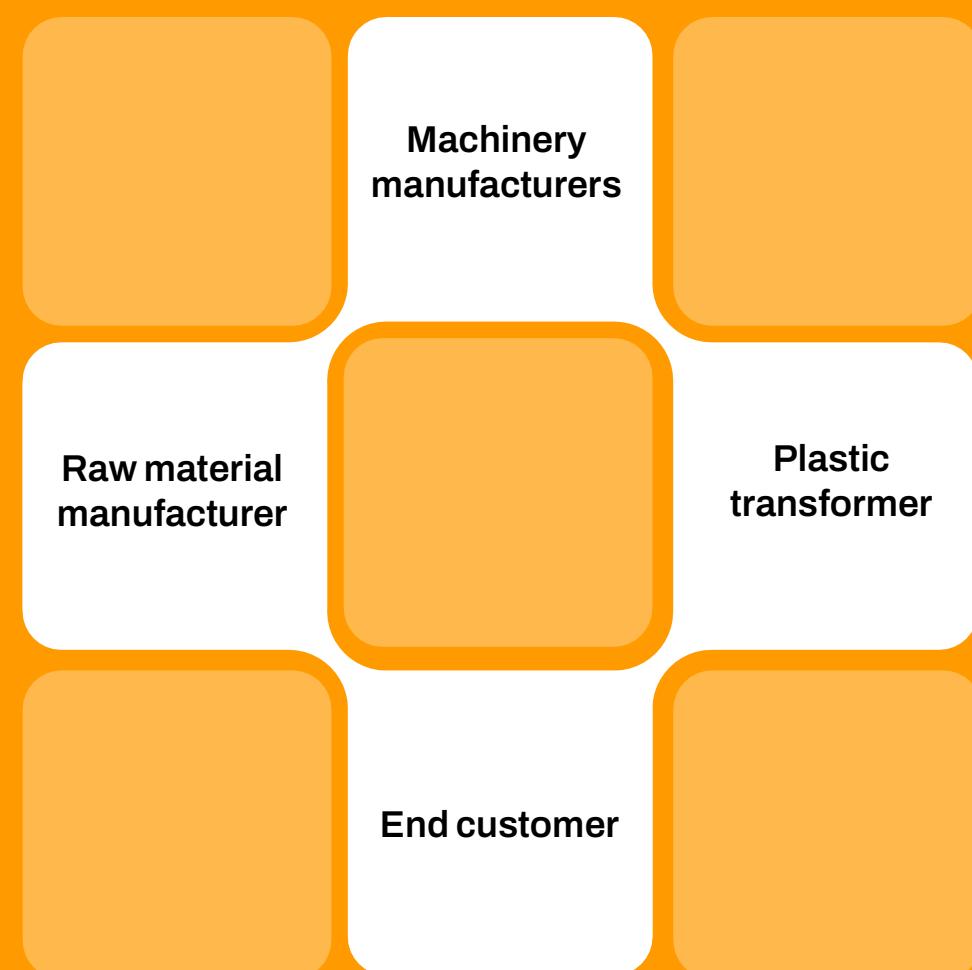 Machinery
manufacturers
Raw material
manufacturer
Plastic
transformer
End customer